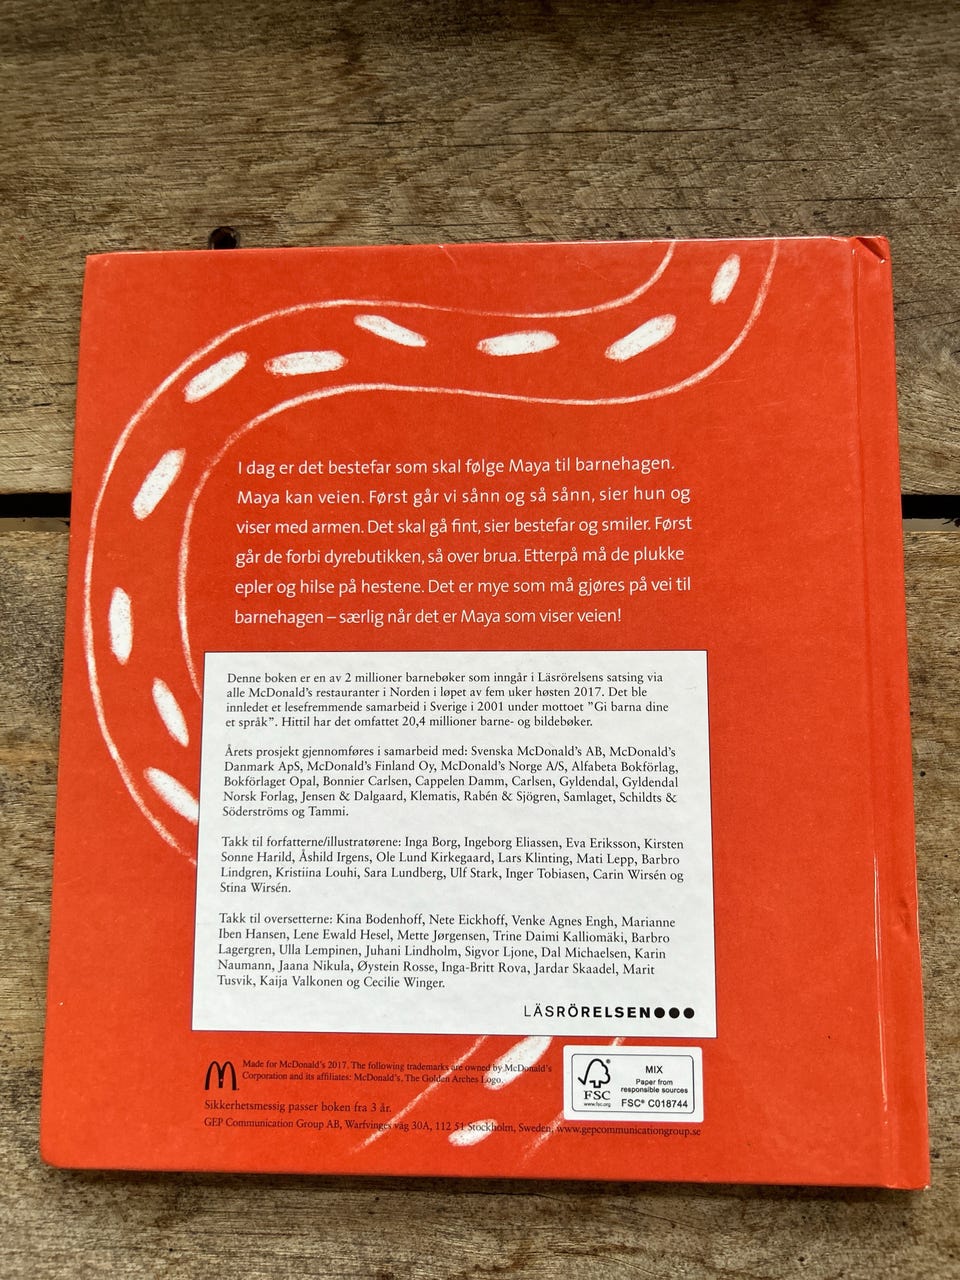 I dag er det bestefar som skal følge Maya til barnehagen.
Maya kan veien. Først går vi sånn og så sånn, sier hun og
viser med armen. Det skal gå fint, sier bestefar og smiler. Først
går de forbi dyrebutikken, så over brua. Etterpå må de plukke
epler og hilse på hestene. Det er mye som må gjøres på vei til
barnehagen – særlig når det er Maya som viser veien!
Denne boken er en av 2 millioner barnebøker som inngår i Läsrörelsens satsing via
alle McDonald's restauranter i Norden i løpet av fem uker høsten 2017. Det ble
innledet et lesefremmende samarbeid i Sverige i 2001 under mottoet ”Gi barna dine
et språk”. Hittil har det omfattet 20,4 millioner barne- og bildebøker.
Årets prosjekt gjennomføres i samarbeid med: Svenska McDonald's AB, McDonald's
Danmark ApS, McDonald's Finland Oy, McDonald's Norge A/S, Alfabeta Bokförlag,
Bokförlaget Opal, Bonnier Carlsen, Cappelen Damm, Carlsen, Gyldendal, Gyldendal
Norsk Forlag, Jensen & Dalgaard, Klematis, Rabén & Sjögren, Samlaget, Schildts &
Söderströms og Tammi.
Takk til forfatterne/illustratørene: Inga Borg, Ingeborg Eliassen, Eva Eriksson, Kirsten
Sonne Harild, Åshild Irgens, Ole Lund Kirkegaard, Lars Klinting, Mati Lepp, Barbro
Lindgren, Kristiina Louhi, Sara Lundberg, Ulf Stark, Inger Tobiasen, Carin Wirsén og
Stina Wirsén.
Takk til oversetterne: Kina Bodenhoff, Nete Eickhoff, Venke Agnes Engh, Marianne
Iben Hansen, Lene Ewald Hesel, Mette Jørgensen, Trine Daimi Kalliomäki, Barbro
Lagergren, Ulla Lempinen, Juhani Lindholm, Sigvor Ljone, Dal Michaelsen, Karin
Naumann, Jaana Nikula, Øystein Rosse, Inga-Britt Rova, Jardar Skaadel, Marit
Tusvik, Kaija Valkonen og Cecilie Winger.
LÄSRÖRELSEN
Made for McDonald's 2017. The following trademarks are owned by McDonald's
Corporation and its affiliates: McDonald's, The Golden Arches Logo.
Sikkerhetsmessig passer boken fra 3 år.
GEP Communication Group AB, Warfvinges väg 30A, 112 51 Stockholm, Sweden, www.gepcommunicationgroup.se
FSC
www.fsc.org
MIX
Paper from
responsible sources
FSC® C018744